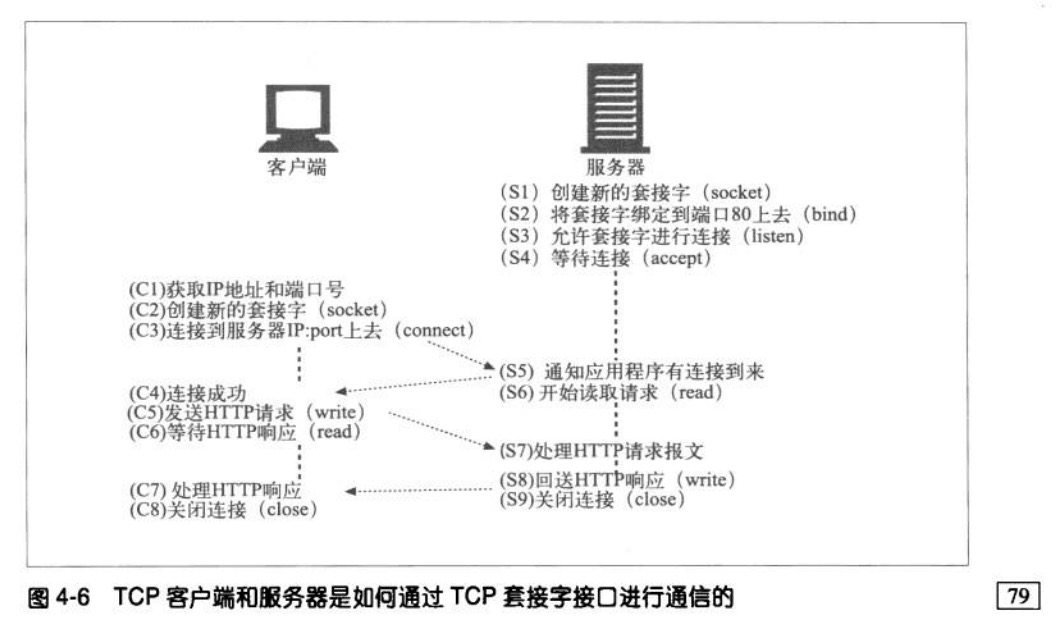 客户端
服务器
(S1) 创建新的套接字（socket）
(S2) 将套接字绑定到端口80上去（bind）
(S3) 允许套接字进行连接（listen）
(S4) 等待连接（accept）
(C1)获取IP地址和端口号
(C2)创建新的套接字（socket）
(C3)连接到服务器IP:port上去（connect）
(S5) 通知应用程序有连接到来
(S6) 开始读取请求（read）
(C4)连接成功
(C5)发送HTTP请求（write）
(C6)等待HTTP响应（read）
(S7)处理HTTP请求报文
(S8)回送HTTP响应（write）
(S9)关闭连接（close）
(C7) 处理HTTP响应
(C8)关闭连接（close）
图 4-6 TCP 客户端和服务器是如何通过 TCP 套接字接口进行通信的
79